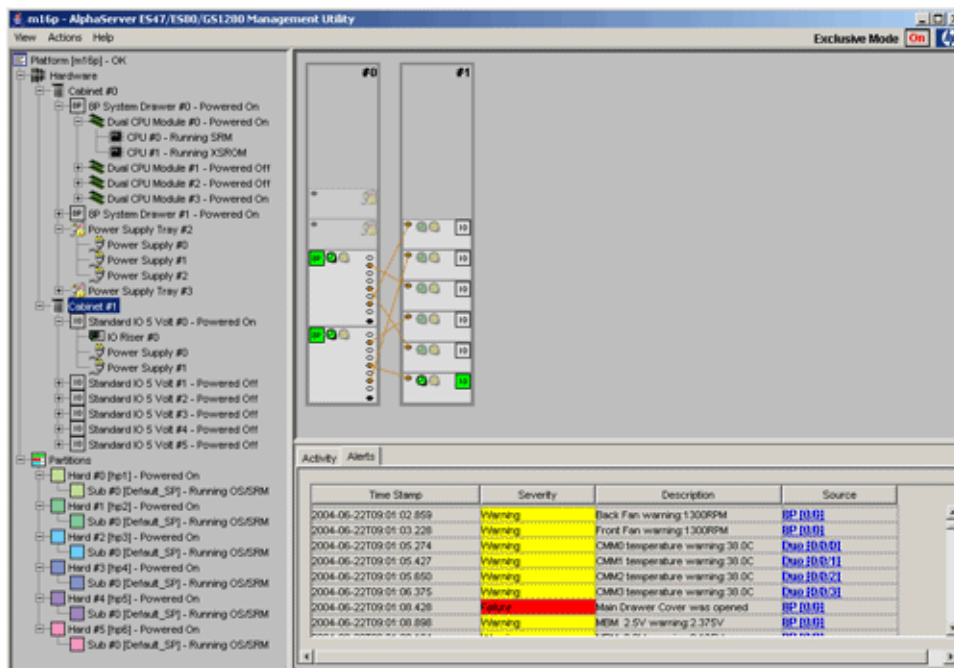 m16p - AlphaServer ES47/ES80/GS1280 Management Utility
View Actions Help
Exclusive Mode On
Platform [m16p] - OK
Hardware
Cabinet #0
8P System Drawer #0 - Powered On
Dual CPU Module #0 - Powered On
CPU #0 - Running SRM
CPU #1 - Running XSROM
Dual CPU Module #1 - Powered Off
Dual CPU Module #2 - Powered Off
Dual CPU Module #3 - Powered Off
8P System Drawer #1 - Powered On
Power Supply Tray #2
Power Supply #0
Power Supply #1
Power Supply #2
Power Supply Tray #3
Cabinet #1
Standard IO 5 Volt #0 - Powered On
IO Riser #0
Power Supply #0
Power Supply #1
Standard IO 5 Volt #1 - Powered Off
Standard IO 5 Volt #2 - Powered Off
Standard IO 5 Volt #3 - Powered Off
Standard IO 5 Volt #4 - Powered Off
Standard IO 5 Volt #5 - Powered Off
Partitions
Hard #0 [hp1] - Powered On
Sub #0 [Default_SP] - Running OS/SRM
Hard #1 [hp2] - Powered On
Sub #0 [Default_SP] - Running OS/SRM
Hard #2 [hp3] - Powered On
Sub #0 [Default_SP] - Running OS/SRM
Hard #3 [hp4] - Powered On
Sub #0 [Default_SP] - Running OS/SRM
Hard #4 [hp5] - Powered On
Sub #0 [Default_SP] - Running OS/SRM
Hard #5 [hp6] - Powered On
Sub #0 [Default_SP] - Running OS/SRM
#0 #1
IO
8P IO
IO
IO
8P IO
IO
Activity Alerts
Time Stamp Severity Description Source
2004-06-22T09:01:02.859 Warning Back Fan warning:1300RPM 8P [0/0]
2004-06-22T09:01:03.228 Warning Front Fan warning:1300RPM 8P [0/0]
2004-06-22T09:01:05.274 Warning CMM0 temperature warning:38.0C Duo [0/0/0]
2004-06-22T09:01:05.427 Warning CMM1 temperature warning:38.0C Duo [0/0/1]
2004-06-22T09:01:05.650 Warning CMM2 temperature warning:38.0C Duo [0/0/2]
2004-06-22T09:01:06.375 Warning CMM3 temperature warning:38.0C Duo [0/0/3]
2004-06-22T09:01:08.428 Failure Main Drawer Cover was opened 8P [0/0]
2004-06-22T09:01:08.898 Warning MBM 2.5V warning:2.375V 8P [0/0]